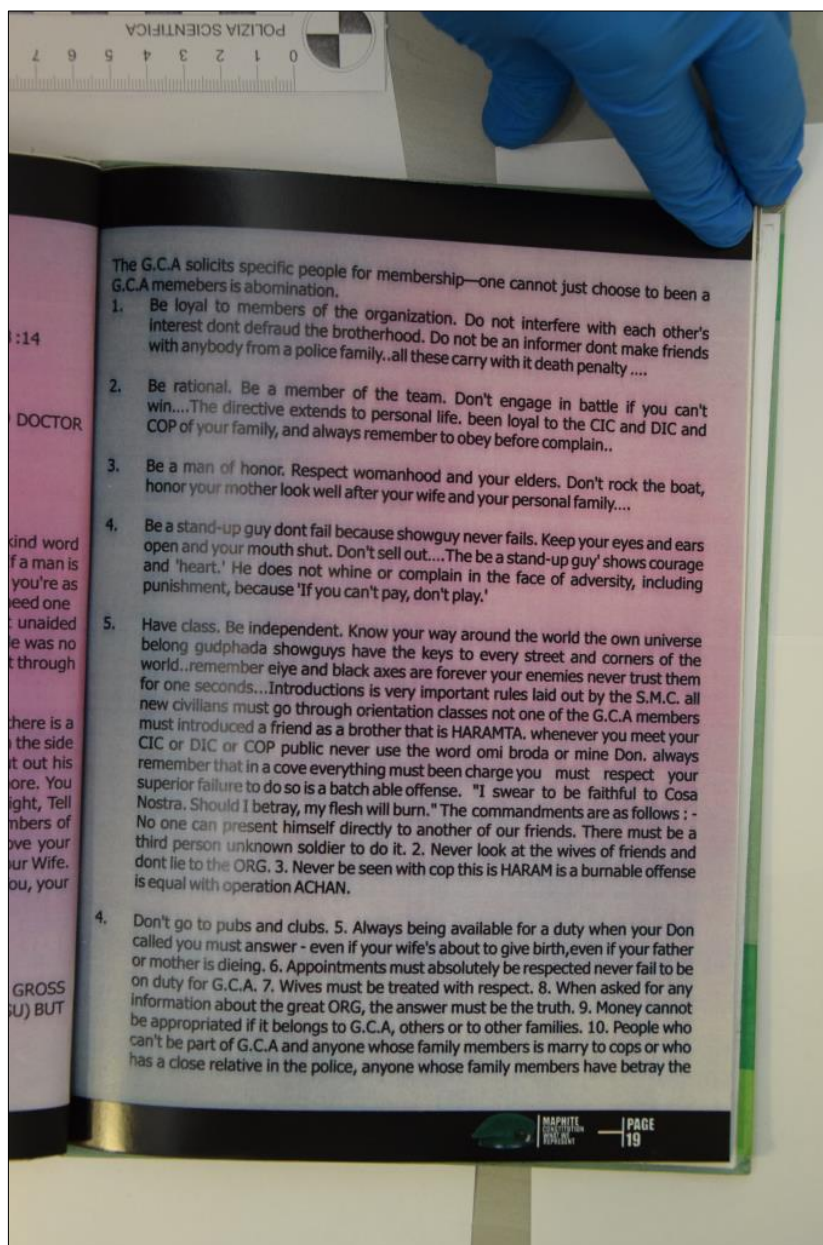 POLIZIA SCIENTIFICA
7 6 5 4 3 2 1 0
:14
DOCTOR
kind word
f a man is
you're as
need one
unaided
e was no
t through
there is a
the side
t out his
ore. You
ight, Tell
mbers of
ove your
ur Wife.
ou, your
GROSS
SU) BUT
The G.C.A solicits specific people for membership—one cannot just choose to been a
G.C.A memebers is abomination.
1. Be loyal to members of the organization. Do not interfere with each other's
interest dont defraud the brotherhood. Do not be an informer dont make friends
with anybody from a police family..all these carry with it death penalty ....
2. Be rational. Be a member of the team. Don't engage in battle if you can't
win....The directive extends to personal life. been loyal to the CIC and DIC and
COP of your family, and always remember to obey before complain..
3. Be a man of honor. Respect womanhood and your elders. Don't rock the boat,
honor your mother look well after your wife and your personal family....
4. Be a stand-up guy dont fail because showguy never fails. Keep your eyes and ears
open and your mouth shut. Don't sell out....The be a stand-up guy' shows courage
and 'heart.' He does not whine or complain in the face of adversity, including
punishment, because 'If you can't pay, don't play.'
5. Have class. Be independent. Know your way around the world the own universe
belong gudphada showguys have the keys to every street and corners of the
world..remember eiye and black axes are forever your enemies never trust them
for one seconds...Introductions is very important rules laid out by the S.M.C. all
new civilians must go through orientation classes not one of the G.C.A members
must introduced a friend as a brother that is HARAMTA. whenever you meet your
CIC or DIC or COP public never use the word omi broda or mine Don. always
remember that in a cove everything must been charge you must respect your
superior failure to do so is a batch able offense. "I swear to be faithful to Cosa
Nostra. Should I betray, my flesh will burn." The commandments are as follows : -
No one can present himself directly to another of our friends. There must be a
third person unknown soldier to do it. 2. Never look at the wives of friends and
dont lie to the ORG. 3. Never be seen with cop this is HARAM is a burnable offense
is equal with operation ACHAN.
4. Don't go to pubs and clubs. 5. Always being available for a duty when your Don
called you must answer - even if your wife's about to give birth,even if your father
or mother is dieing. 6. Appointments must absolutely be respected never fail to be
on duty for G.C.A. 7. Wives must be treated with respect. 8. When asked for any
information about the great ORG, the answer must be the truth. 9. Money cannot
be appropriated if it belongs to G.C.A, others or to other families. 10. People who
can't be part of G.C.A and anyone whose family members is marry to cops or who
has a close relative in the police, anyone whose family members have betray the
MAPHITE
CONSTITUTION
WHAT WE
REPRESENT
PAGE
19